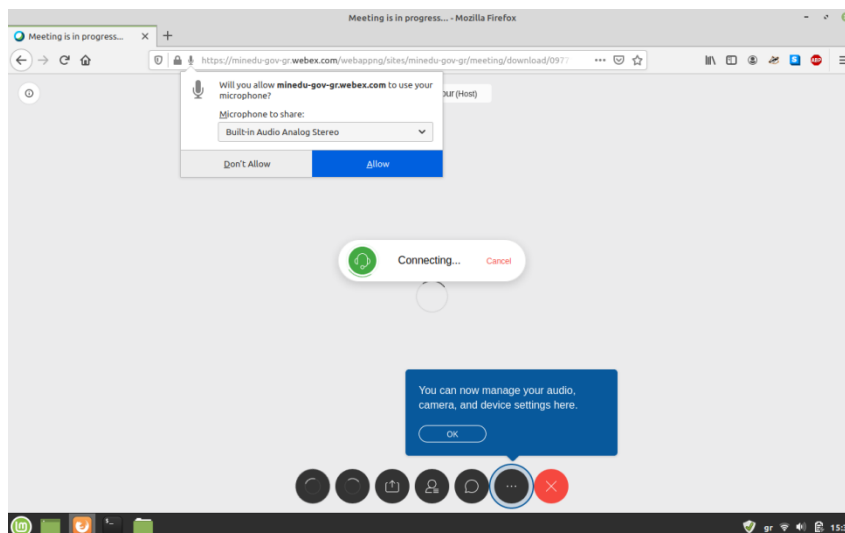 Meeting is in progress... - Mozilla Firefox
Meeting is in progress...
https://minedu-gov-gr.webex.com/webappng/sites/minedu-gov-gr/meeting/download/0977
Will you allow minedu-gov-gr.webex.com to use your
microphone?
(Host)
Microphone to share:
Built-in Audio Analog Stereo
Don't Allow
Allow
Connecting...
Cancel
You can now manage your audio,
camera, and device settings here.
OK
ABP
S
gr